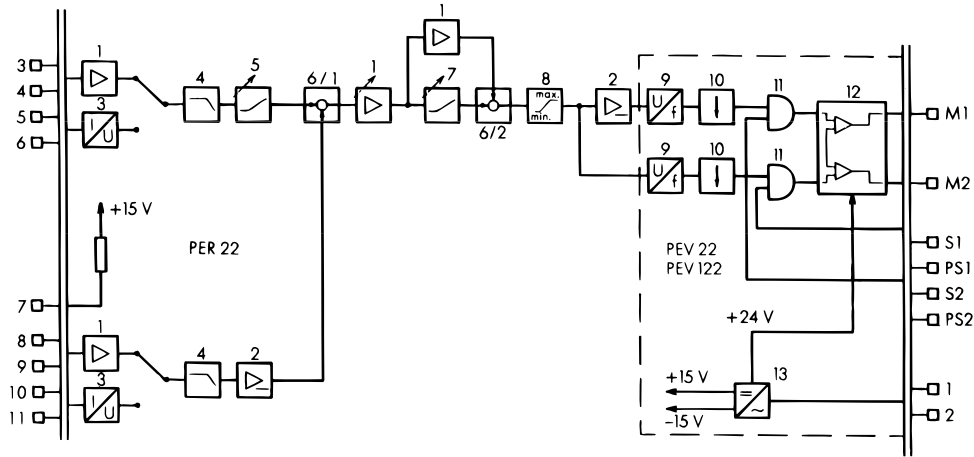 1
1
7
6/2
8
max.
min.
2
9
U
f
10
11
12
9
U
f
10
11
3
4
5
6
1
3
I
U
4
5
6/1
M1
M2
S1
PS1
S2
PS2
1
2
+15 V
PER 22
PEV 22
PEV 122
+24 V
7
8
9
10
11
1
3
I
U
4
2
+15 V
-15 V
13
=
~